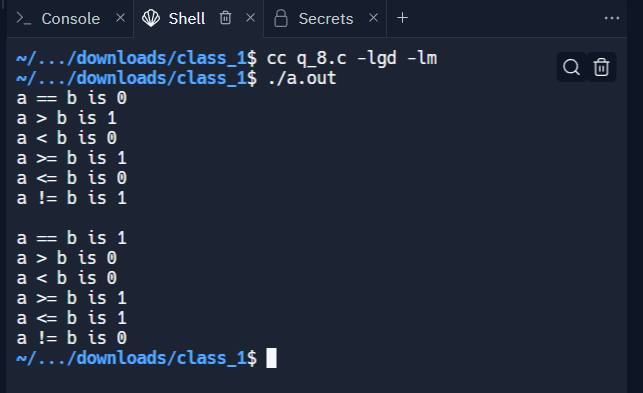 >_ Console × Shell × Secrets × + ...
~/.../downloads/class_1$ cc q_8.c -lgd -lm
~/.../downloads/class_1$ ./a.out
a == b is 0
a > b is 1
a < b is 0
a >= b is 1
a <= b is 0
a != b is 1

a == b is 1
a > b is 0
a < b is 0
a >= b is 1
a <= b is 1
a != b is 0
~/.../downloads/class_1$